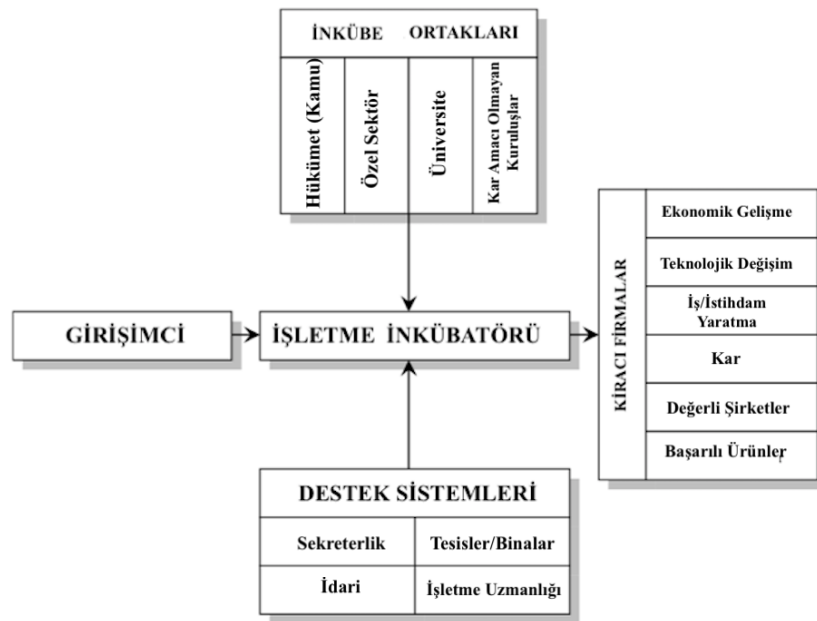 İNKÜBE ORTAKLARI
Hükümet (Kamu)
Özel Sektör
Üniversite
Kar Amacı Olmayan
Kuruluşlar
GİRİŞİMCİ
İŞLETME İNKÜBATÖRÜ
KİRACI FİRMALAR
Ekonomik Gelişme
Teknolojik Değişim
İş/İstihdam
Yaratma
Kar
Değerli Şirketler
Başarılı Ürünler
DESTEK SİSTEMLERİ
Sekreterlik
Tesisler/Binalar
İdari
İşletme Uzmanlığı